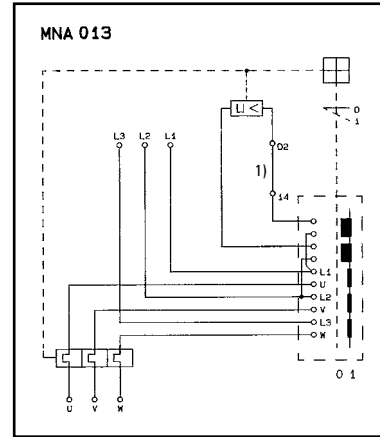 MNA 013
U <
0
1
L3 L2 L1
D2
1)
14
L1
U
L2
V
L3
W
0 1
U V W